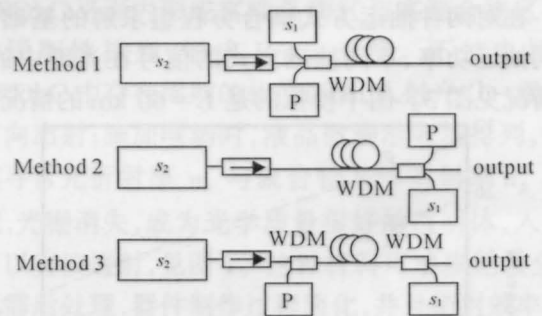 s₁
Method 1 s₂ output
WDM
P
P
Method 2 s₂ output
WDM
s₁
WDM WDM
Method 3 s₂ output
P s₁